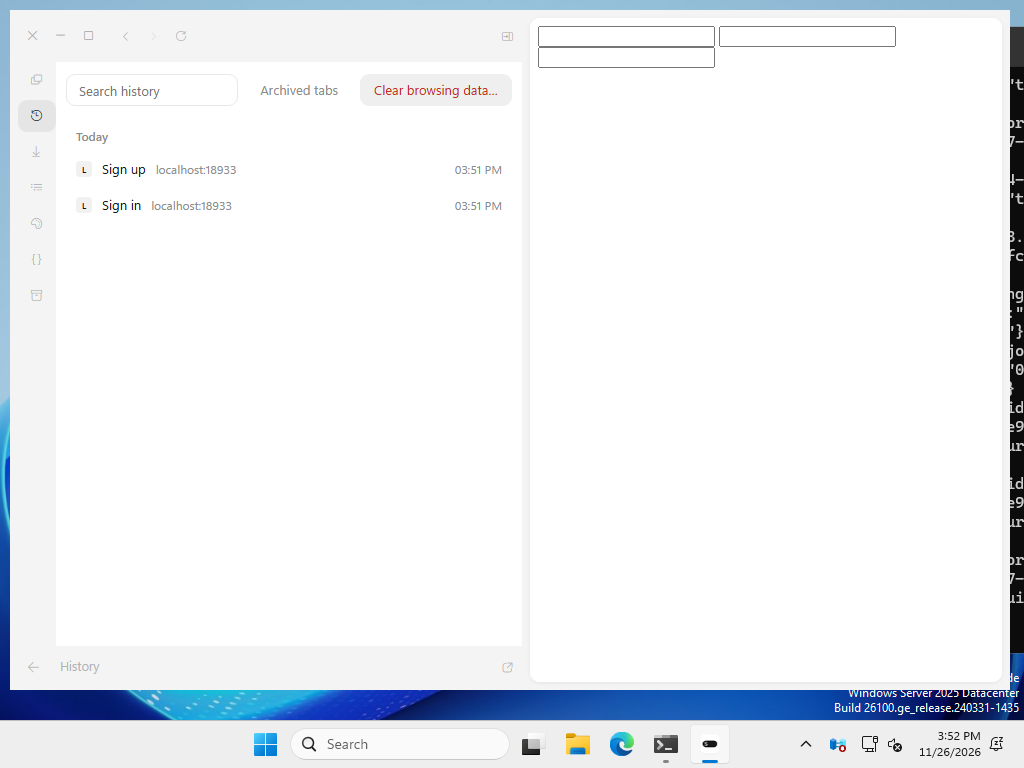 Search history
Archived tabs
Clear browsing data...
Today
L Sign up localhost:18933 03:51 PM
L Sign in localhost:18933 03:51 PM
History
Windows Server 2025 Datacenter
Build 26100.ge_release.240331-1435
Search
3:52 PM
11/26/2026